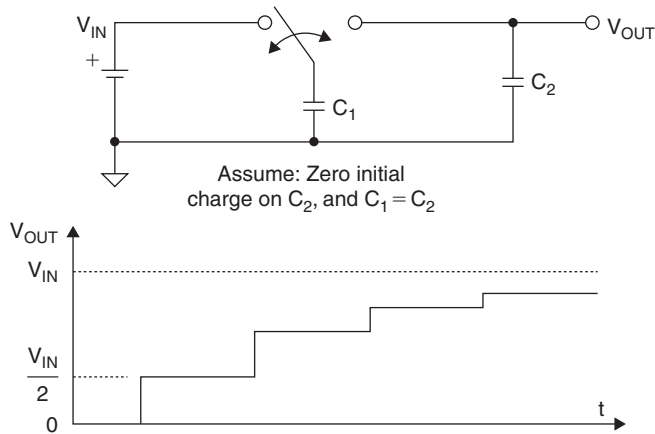 V_IN
V_OUT
+
C_2
C_1
Assume: Zero initial
charge on C_2, and C_1 = C_2
V_OUT
V_IN
V_IN
2
0
t